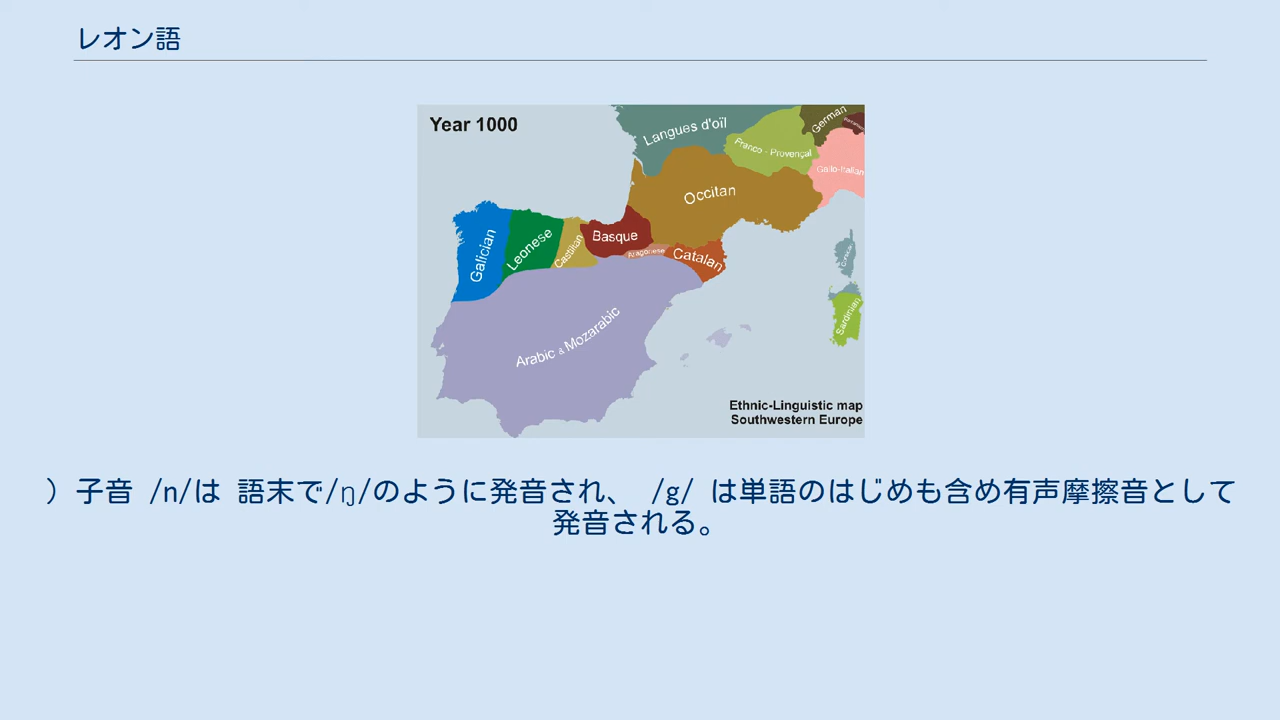 レオン語
Year 1000
Langues d'oïl
German
Franco - Provençal
Gallo-Italian
Occitan
Basque
Galician
Leonese
Castilian
Aragonese
Catalan
Corsican
Sardinian
Arabic & Mozarabic
Ethnic-Linguistic map
Southwestern Europe
）子音 /n/は 語末で/ŋ/のように発音され、 /g/ は単語のはじめも含め有声摩擦音として
発音される。